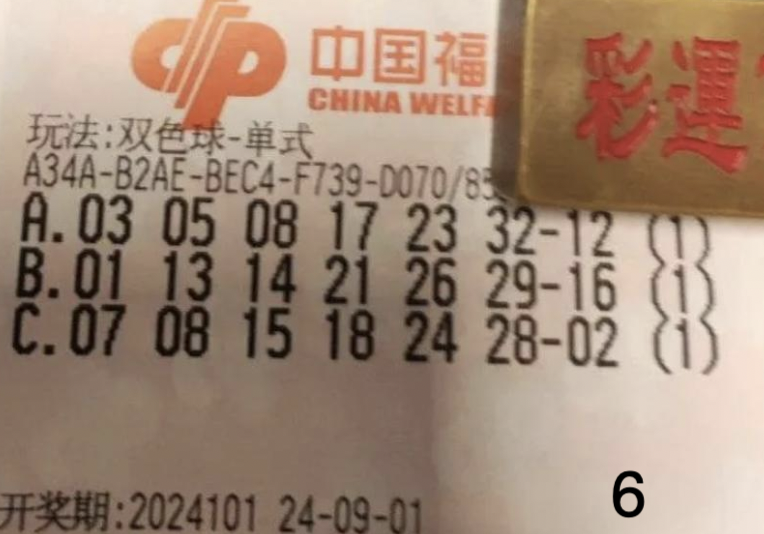 中国福
CHINA WELF
彩運
玩法:双色球-单式
A34A-B2AE-BEC4-F739-D070/85
A.03 05 08 17 23 32-12 (1)
B.01 13 14 21 26 29-16 (1)
C.07 08 15 18 24 28-02 (1)
开奖期:2024101 24-09-01
6